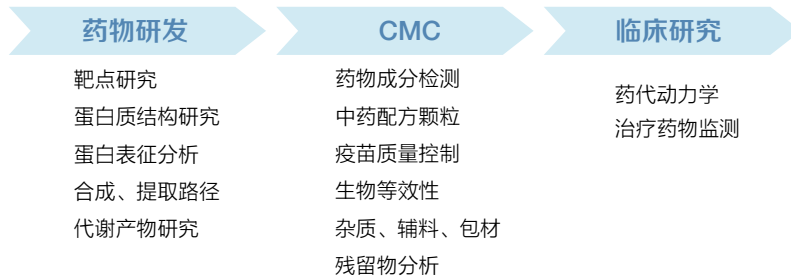 药物研发
靶点研究
蛋白质结构研究
蛋白表征分析
合成、提取路径
代谢产物研究
CMC
药物成分检测
中药配方颗粒
疫苗质量控制
生物等效性
杂质、辅料、包材
残留物分析
临床研究
药代动力学
治疗药物监测